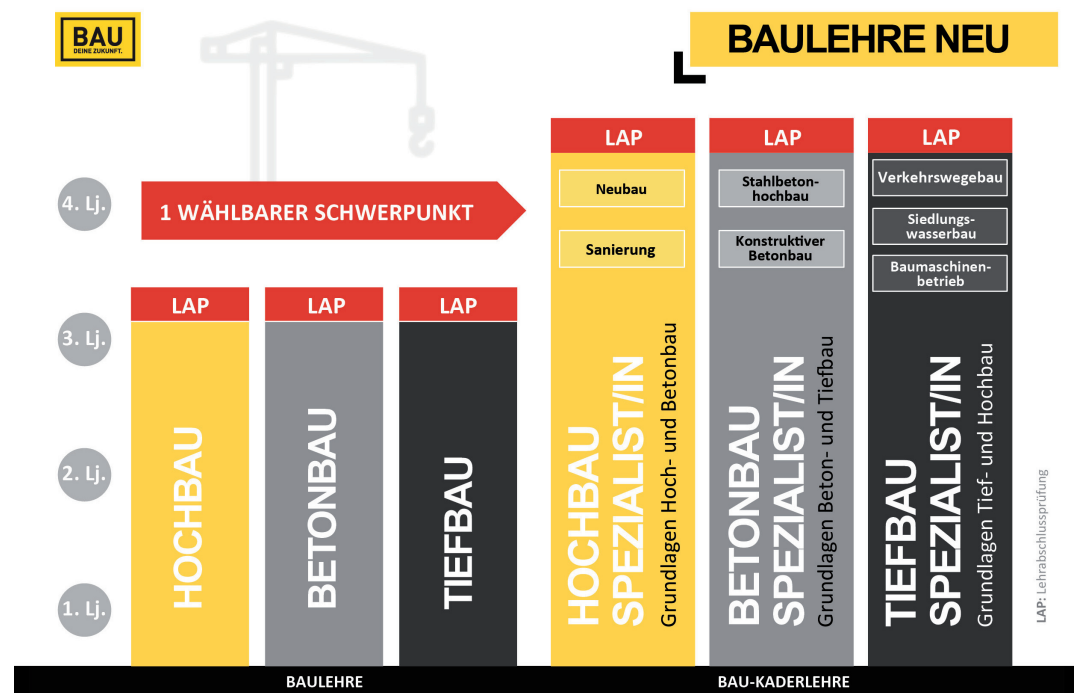 BAU
DEINE ZUKUNFT.
BAULEHRE NEU
4. Lj.
3. Lj.
2. Lj.
1. Lj.
1 WÄHLBARER SCHWERPUNKT
LAP
HOCHBAU
LAP
BETONBAU
LAP
TIEFBAU
LAP
Neubau
Sanierung
HOCHBAU
SPEZIALIST/IN
Grundlagen Hoch- und Betonbau
LAP
Stahlbeton-
hochbau
Konstruktiver
Betonbau
BETONBAU
SPEZIALIST/IN
Grundlagen Beton- und Tiefbau
LAP
Verkehrswegebau
Siedlungs-
wasserbau
Baumaschinen-
betrieb
TIEFBAU
SPEZIALIST/IN
Grundlagen Tief- und Hochbau
LAP: Lehrabschlussprüfung
BAULEHRE
BAU-KADERLEHRE